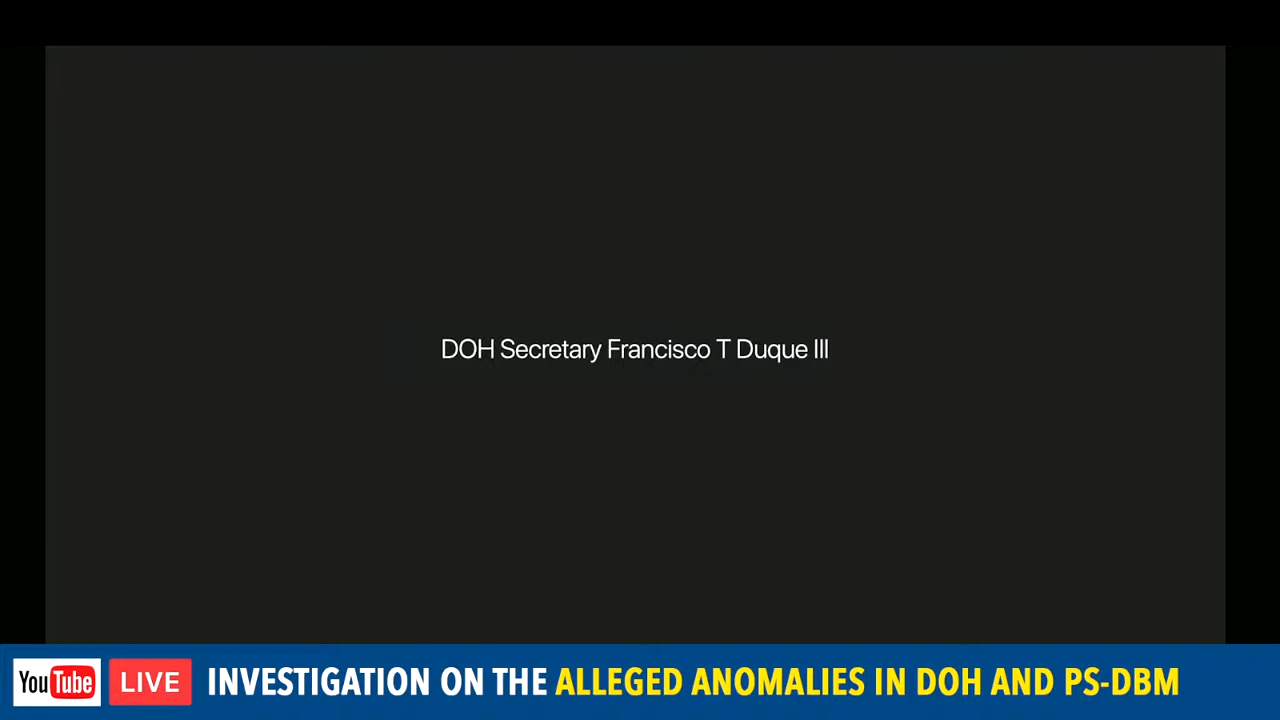 DOH Secretary Francisco T Duque III
YouTube LIVE INVESTIGATION ON THE ALLEGED ANOMALIES IN DOH AND PS-DBM